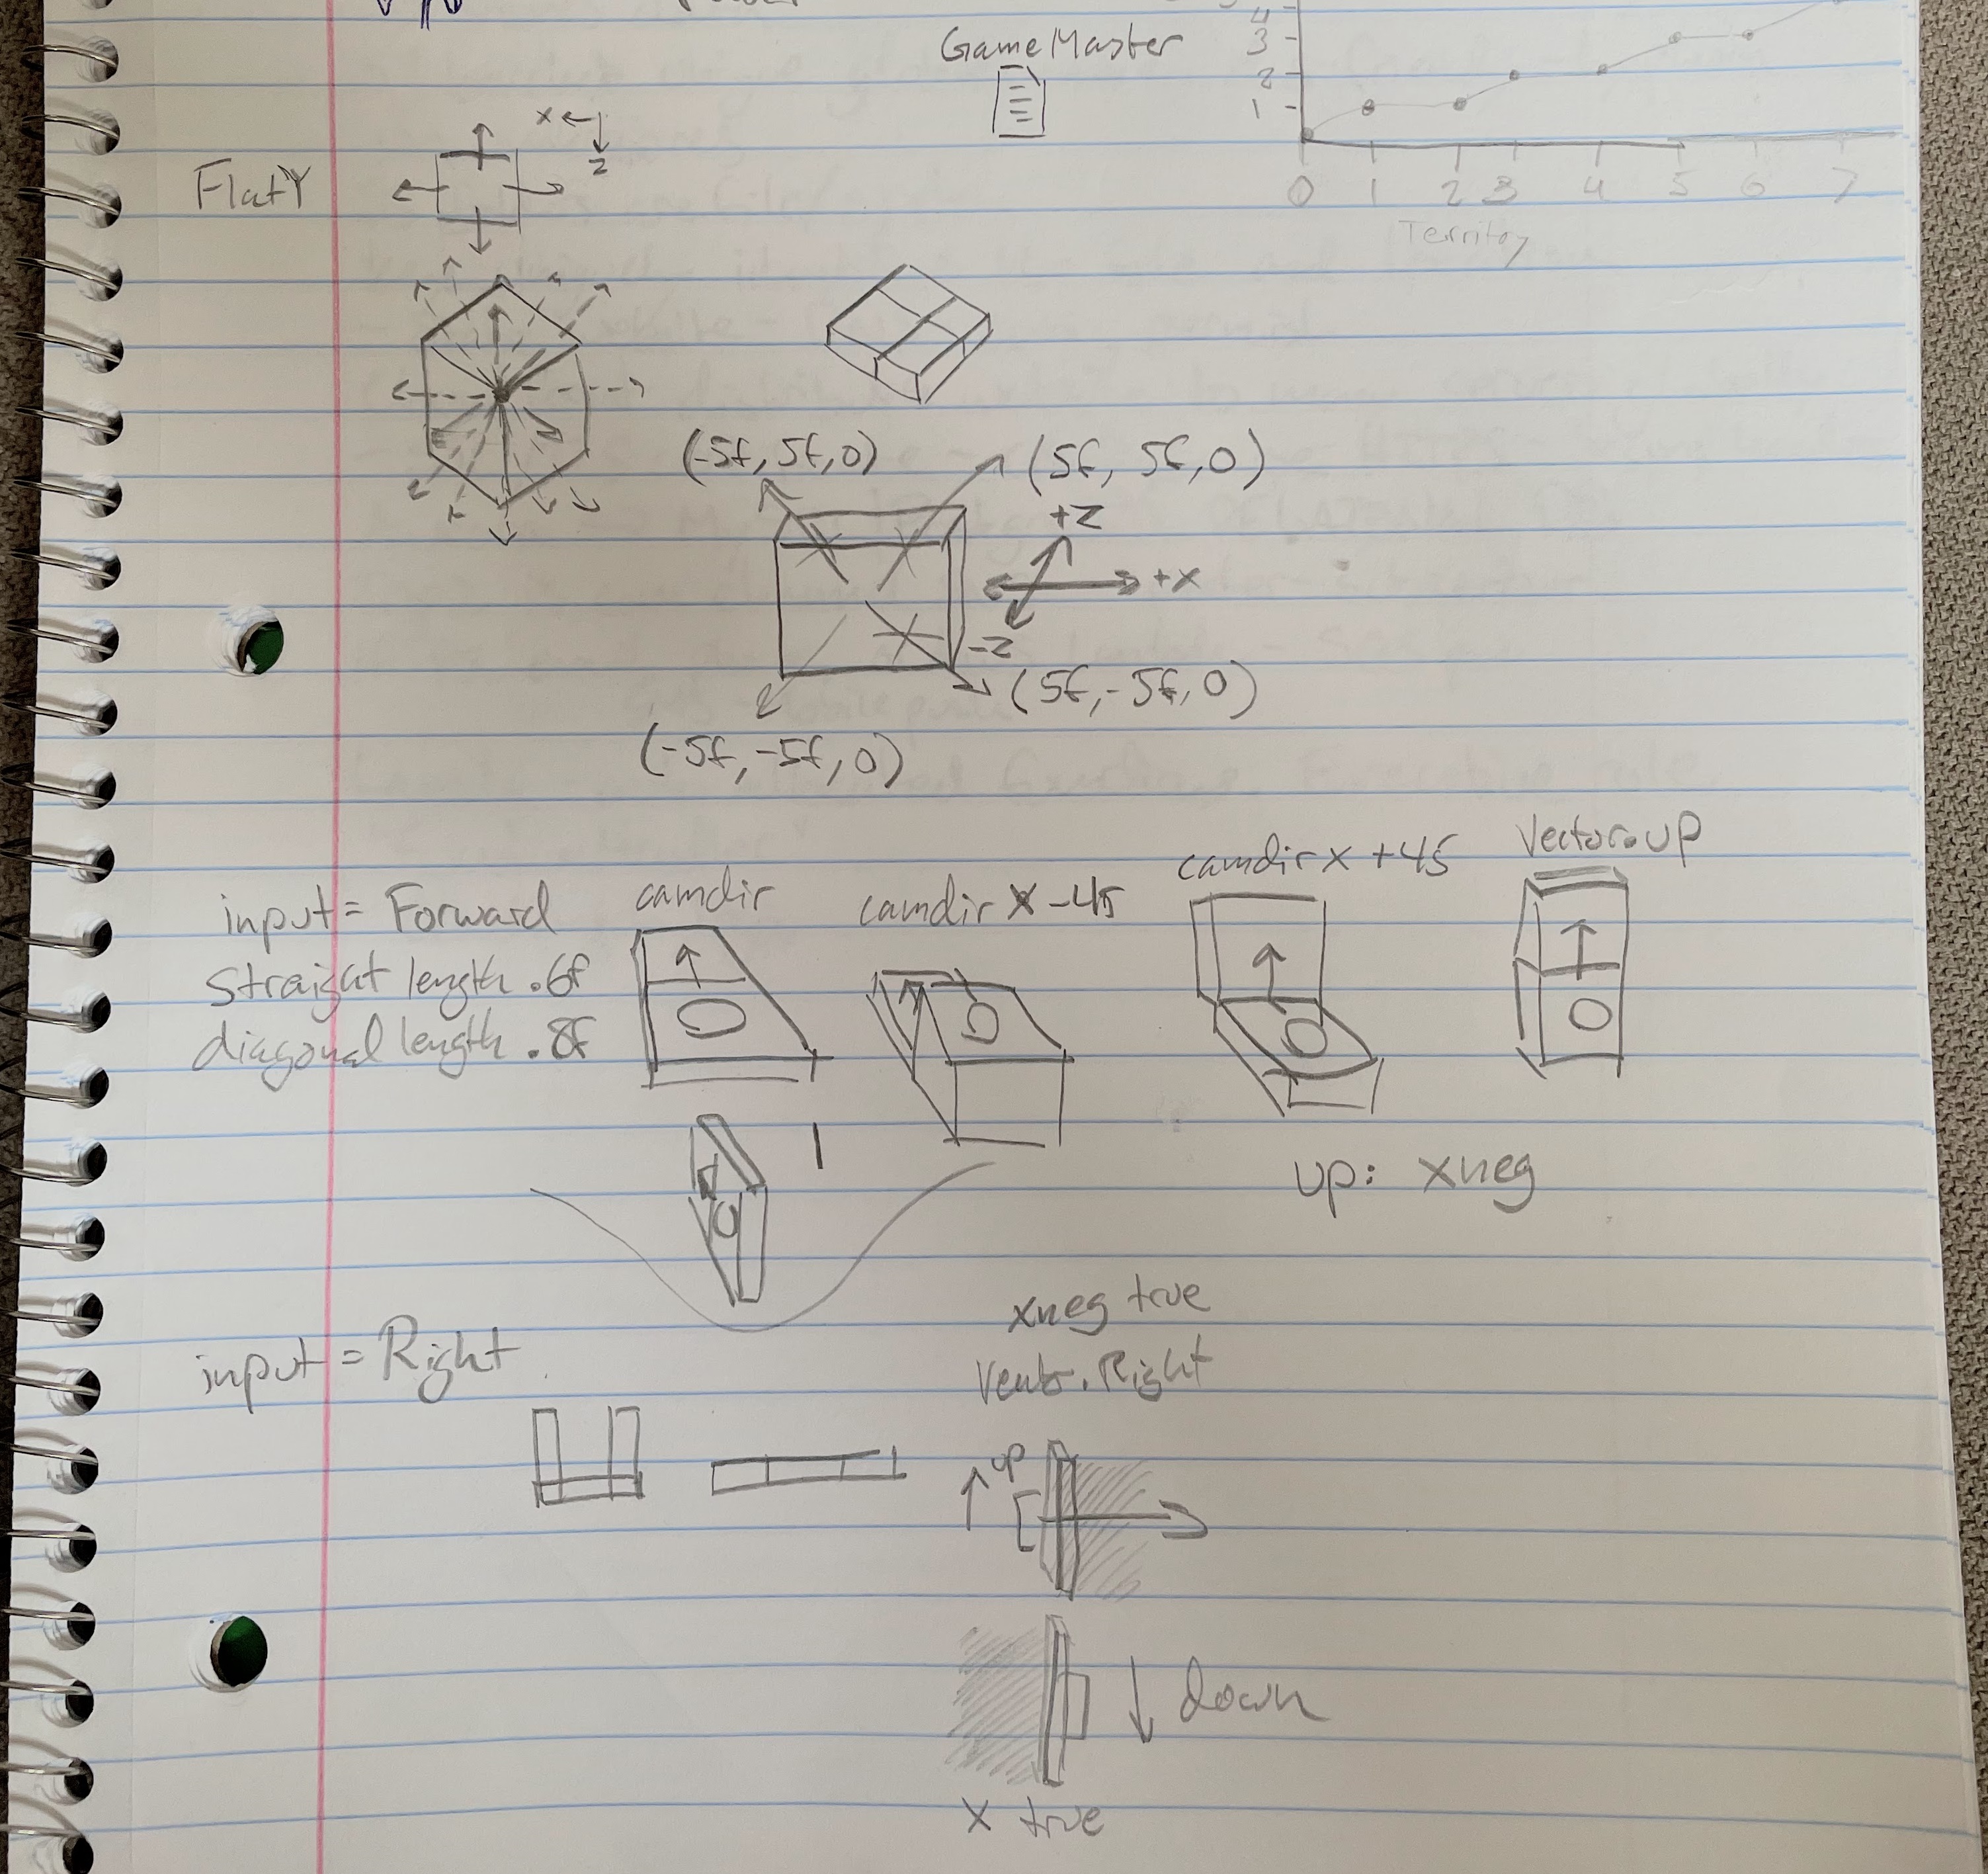 GameMaster
4
3
2
1
0 1 2 3 4 5 6 7
Territoy
x
z
FlatY
(-5f, 5f, 0)
(5f, 5f, 0)
+z
+x
-z
(5f, -5f, 0)
(-5f, -5f, 0)
input = Forward
straight length .6f
diagonal length .8f
camdir
camdir x -45
camdir x +45
Vector.up
up: xneg
input = Right
xneg true
Vector.Right
up
down
x true